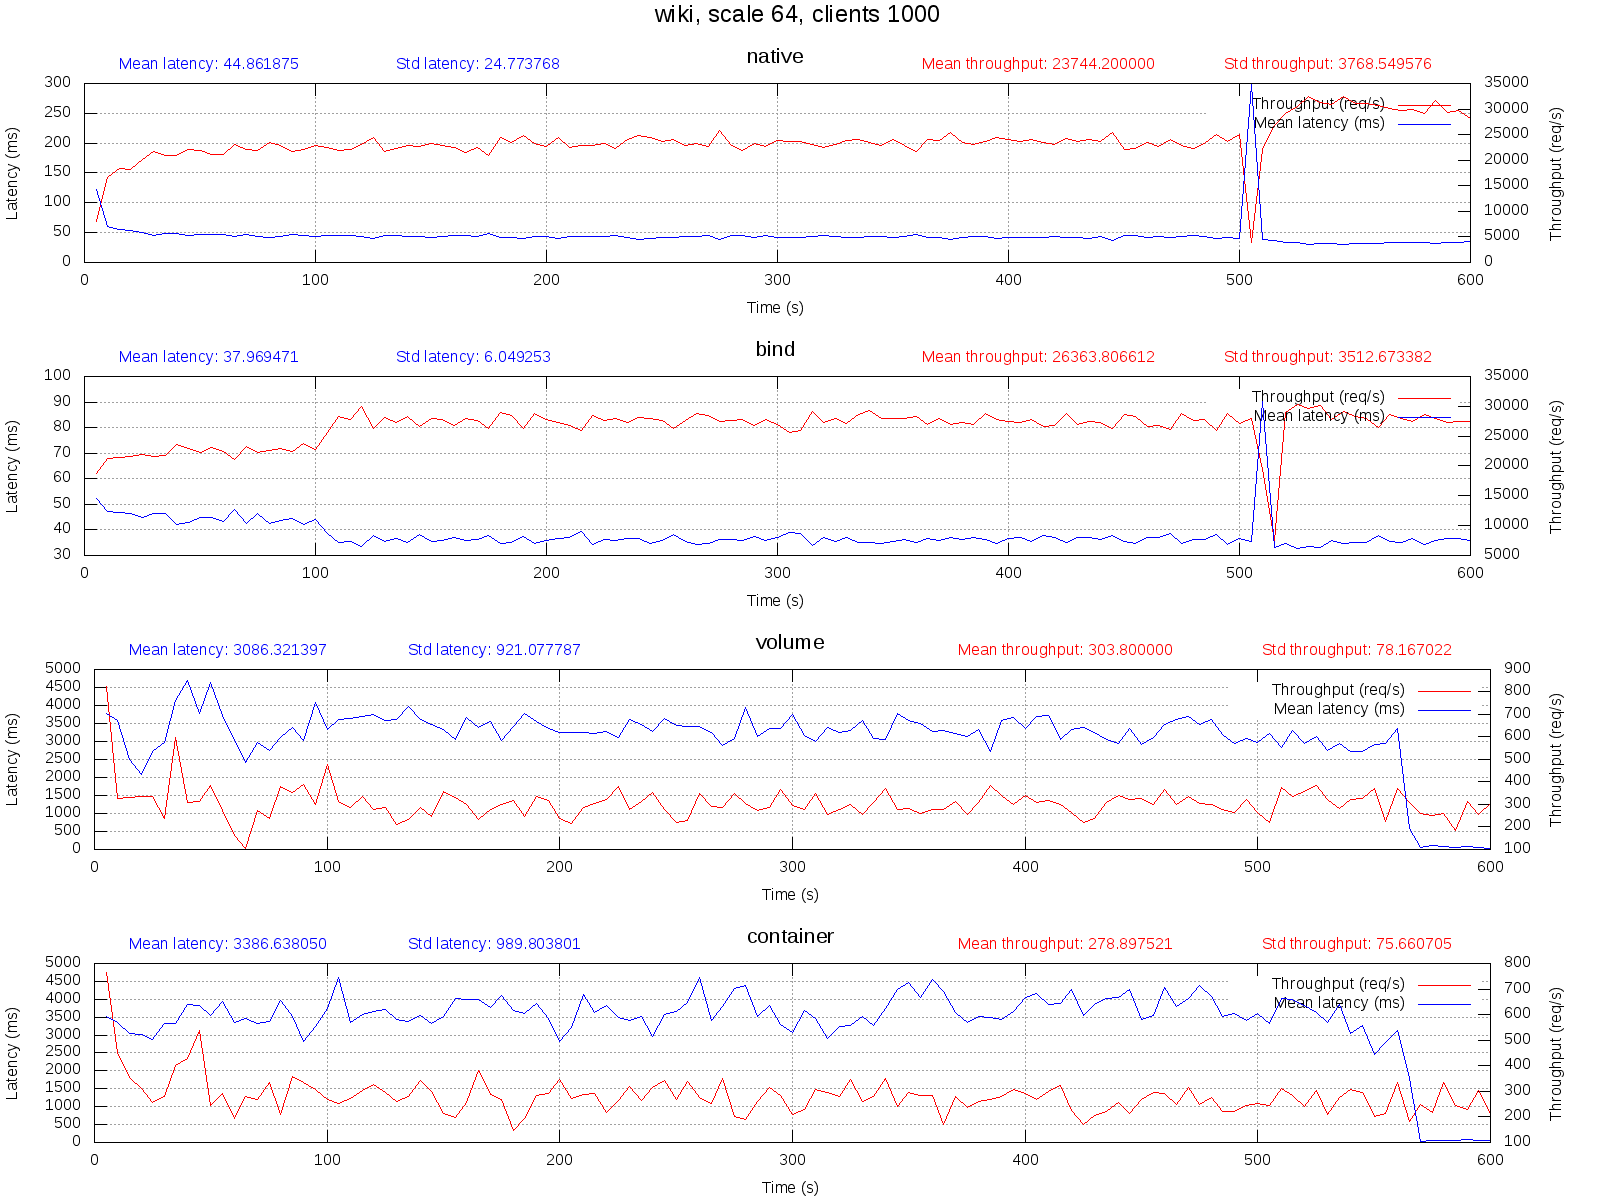 wiki, scale 64, clients 1000
native
Mean latency: 44.861875 Std latency: 24.773768 Mean throughput: 23744.200000 Std throughput: 3768.549576
Latency (ms)
300
250
200
150
100
50
0
Throughput (req/s)
Mean latency (ms)
35000
30000
25000
20000
15000
10000
5000
0
Throughput (req/s)
0 100 200 300 400 500 600
Time (s)
bind
Mean latency: 37.969471 Std latency: 6.049253 Mean throughput: 26363.806612 Std throughput: 3512.673382
Latency (ms)
100
90
80
70
60
50
40
30
Throughput (req/s)
Mean latency (ms)
35000
30000
25000
20000
15000
10000
5000
Throughput (req/s)
0 100 200 300 400 500 600
Time (s)
volume
Mean latency: 3086.321397 Std latency: 921.077787 Mean throughput: 303.800000 Std throughput: 78.167022
Latency (ms)
5000
4500
4000
3500
3000
2500
2000
1500
1000
500
0
Throughput (req/s)
Mean latency (ms)
900
800
700
600
500
400
300
200
100
Throughput (req/s)
0 100 200 300 400 500 600
Time (s)
container
Mean latency: 3386.638050 Std latency: 989.803801 Mean throughput: 278.897521 Std throughput: 75.660705
Latency (ms)
5000
4500
4000
3500
3000
2500
2000
1500
1000
500
0
Throughput (req/s)
Mean latency (ms)
800
700
600
500
400
300
200
100
Throughput (req/s)
0 100 200 300 400 500 600
Time (s)